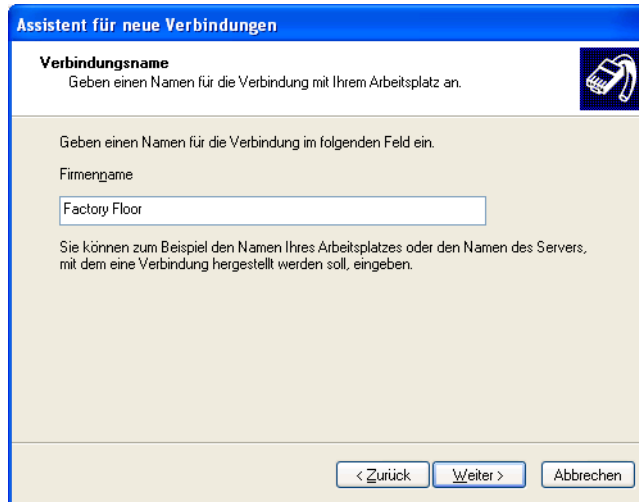 Assistent für neue Verbindungen
Verbindungsname
Geben einen Namen für die Verbindung mit Ihrem Arbeitsplatz an.
Geben einen Namen für die Verbindung im folgenden Feld ein.
Firmenname
Factory Floor
Sie können zum Beispiel den Namen Ihres Arbeitsplatzes oder den Namen des Servers,
mit dem eine Verbindung hergestellt werden soll, eingeben.
< Zurück Weiter > Abbrechen